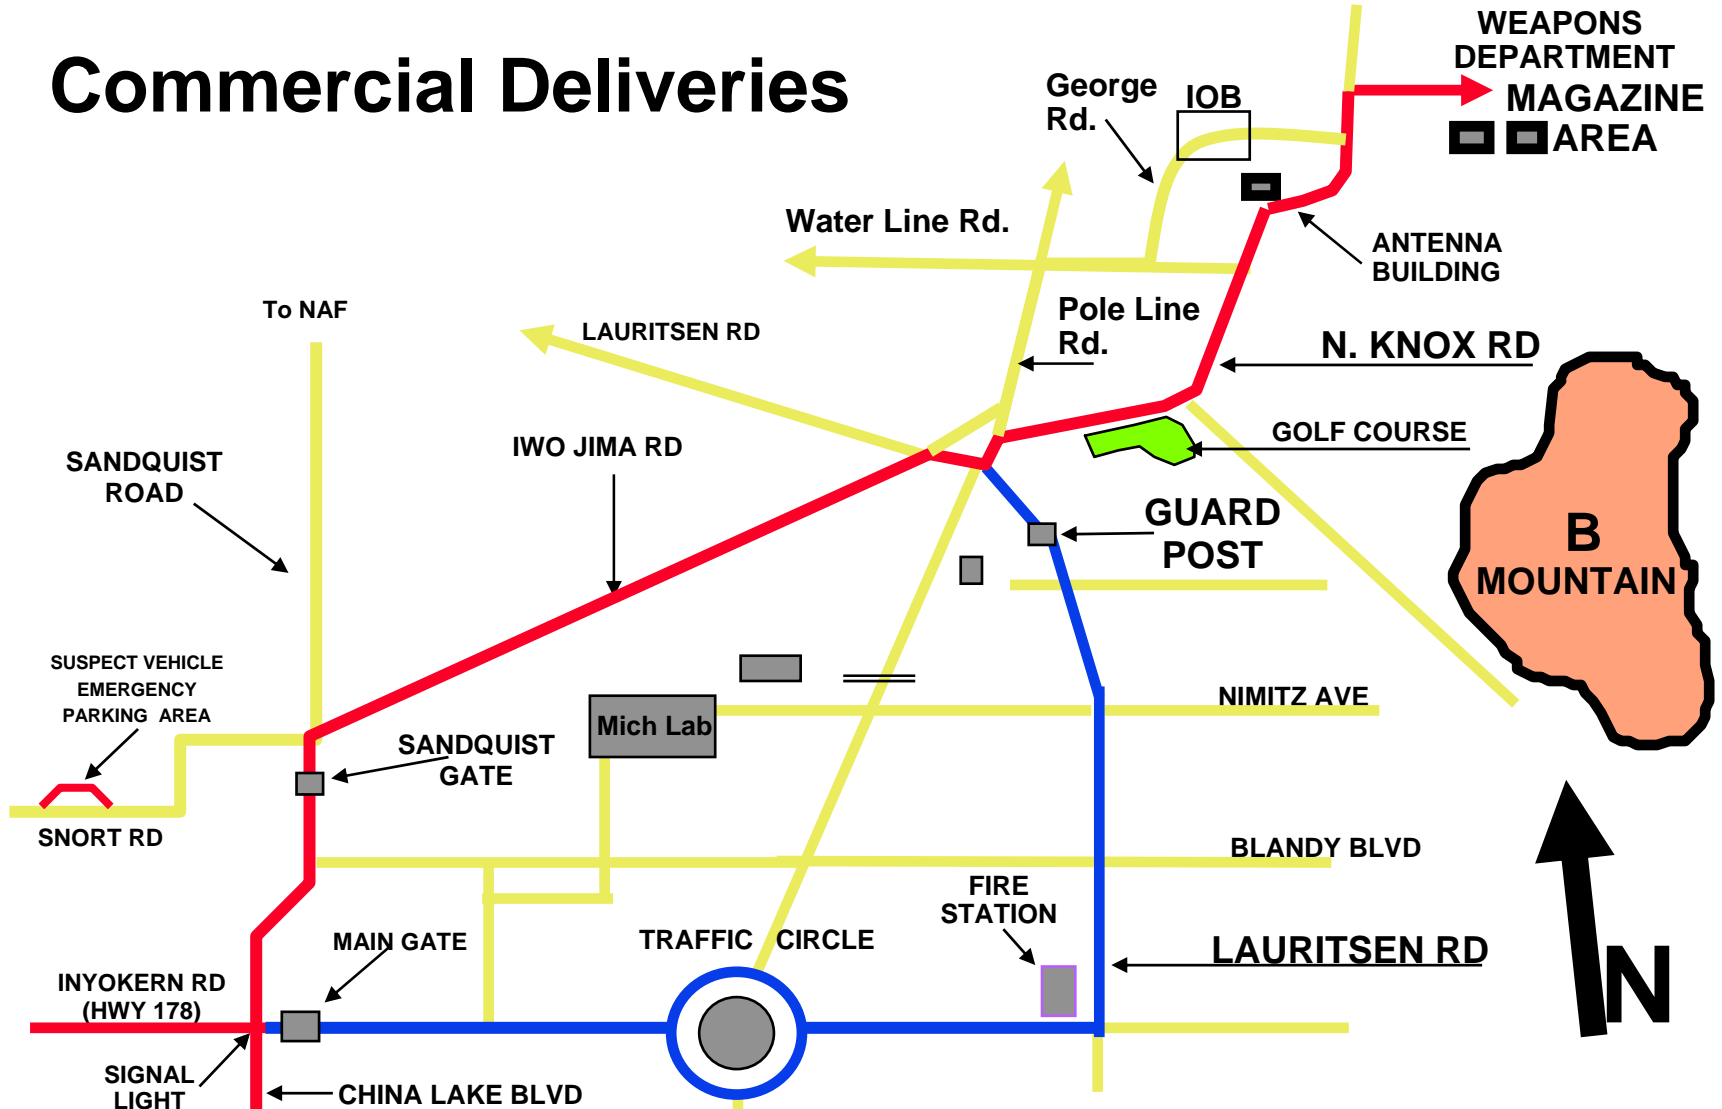 Commercial Deliveries
WEAPONS
DEPARTMENT
MAGAZINE
AREA
George
Rd.
IOB
Water Line Rd.
ANTENNA
BUILDING
To NAF
LAURITSEN RD
Pole Line
Rd.
N. KNOX RD
GOLF COURSE
IWO JIMA RD
SANDQUIST
ROAD
GUARD
POST
B
MOUNTAIN
SUSPECT VEHICLE
EMERGENCY
PARKING AREA
NIMITZ AVE
Mich Lab
SANDQUIST
GATE
SNORT RD
BLANDY BLVD
FIRE
STATION
MAIN GATE
TRAFFIC CIRCLE
LAURITSEN RD
N
INYOKERN RD
(HWY 178)
SIGNAL
LIGHT
CHINA LAKE BLVD